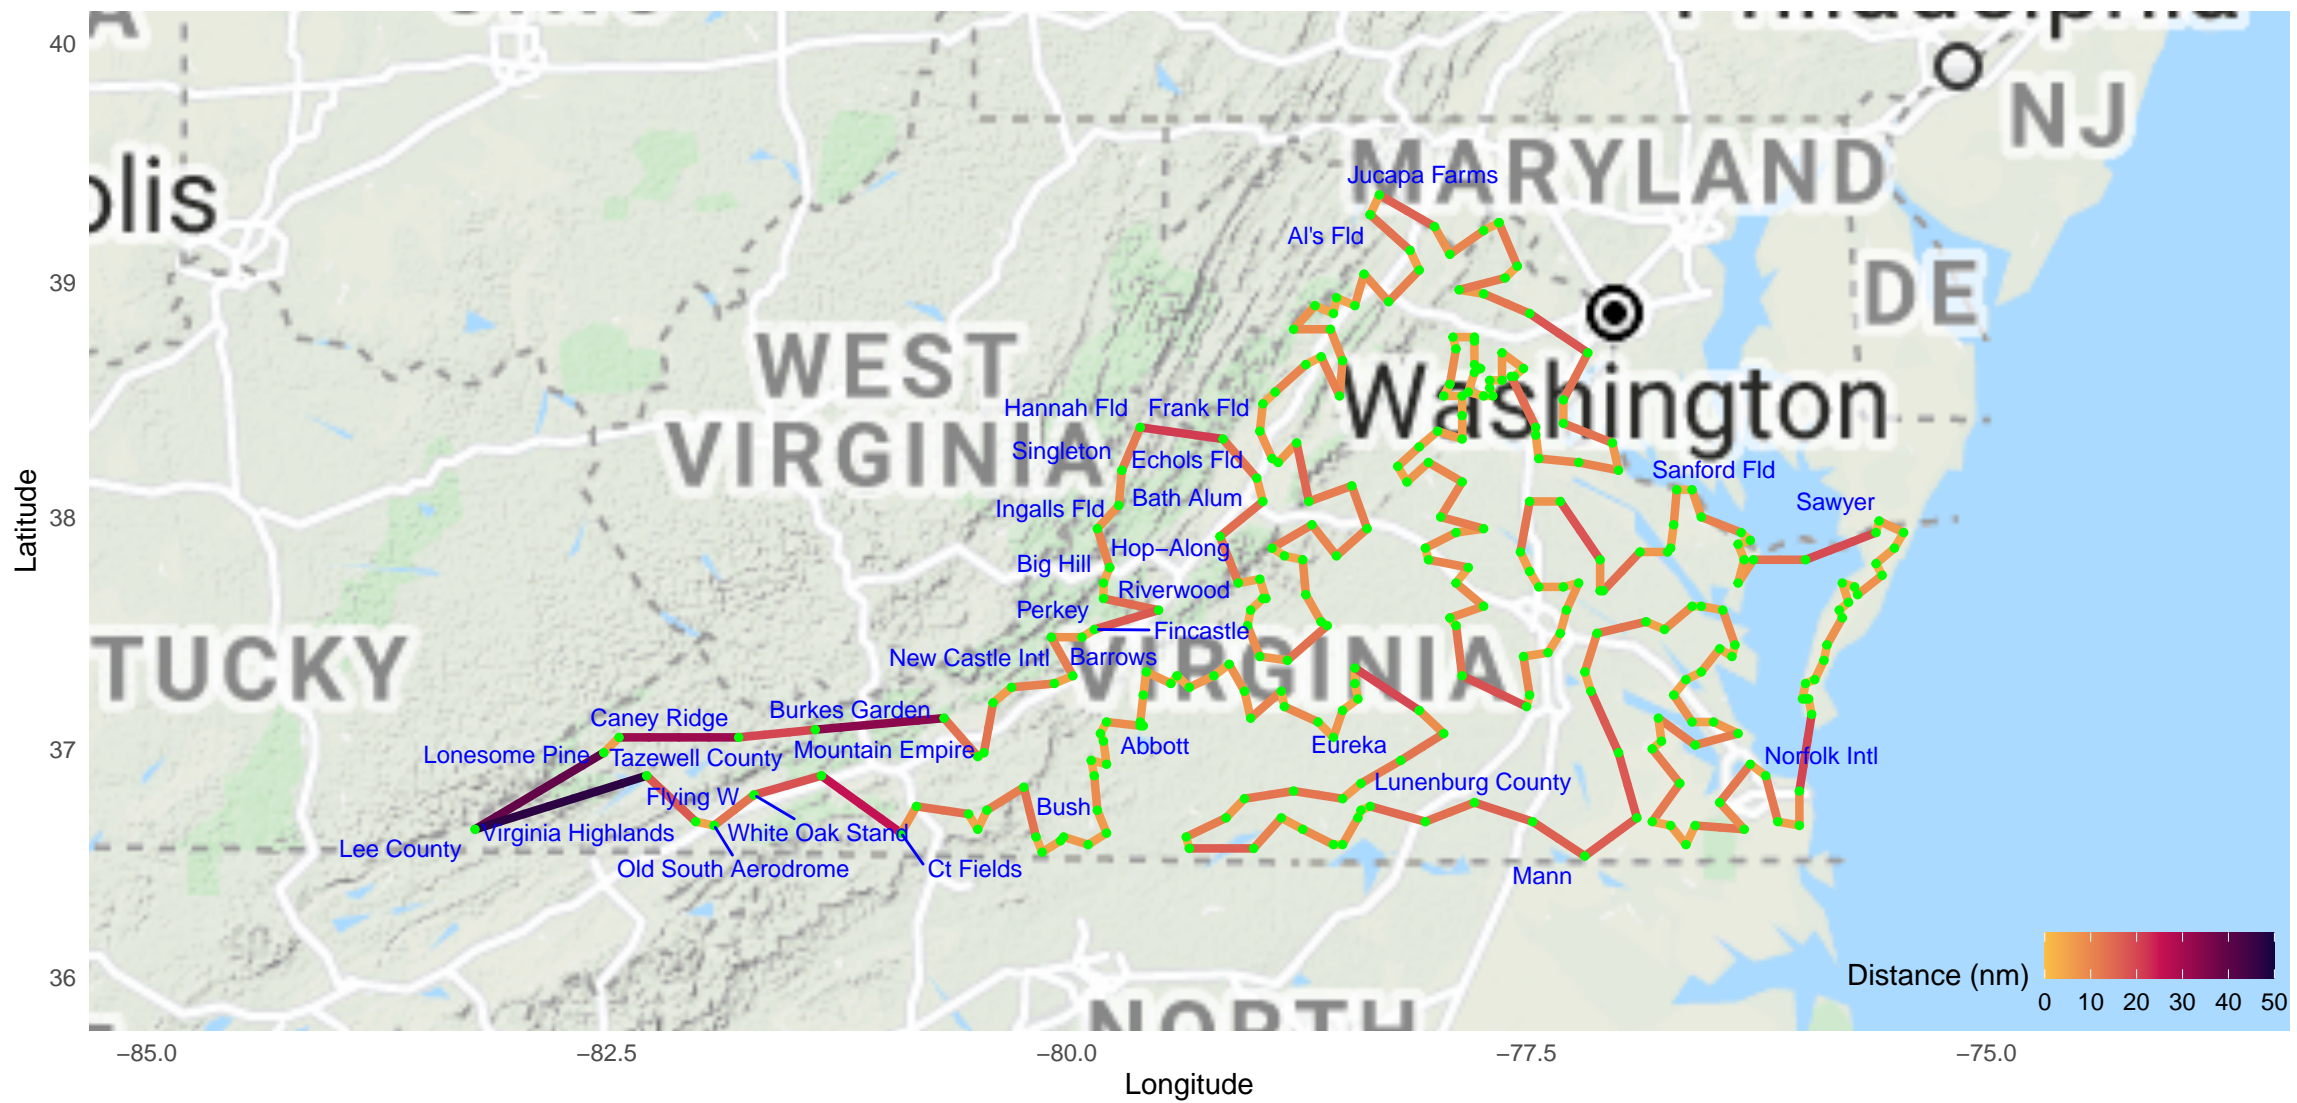 40
39
38
37
36
Latitude
−85.0
−82.5
−80.0
−77.5
−75.0
Longitude
NJ
MARYLAND
DE
olis
WEST
VIRGINIA
Washington
TUCKY
VIRGINIA
NORTH
Jucapa Farms
Al's Fld
Hannah Fld
Frank Fld
Singleton
Echols Fld
Sanford Fld
Bath Alum
Sawyer
Ingalls Fld
Hop−Along
Big Hill
Riverwood
Perkey
Fincastle
New Castle Intl
Barrows
Burkes Garden
Caney Ridge
Lonesome Pine
Tazewell County
Mountain Empire
Abbott
Eureka
Norfolk Intl
Lunenburg County
Flying W
Bush
Virginia Highlands
White Oak Stand
Lee County
Old South Aerodrome
Ct Fields
Mann
Distance (nm)
0 10 20 30 40 50